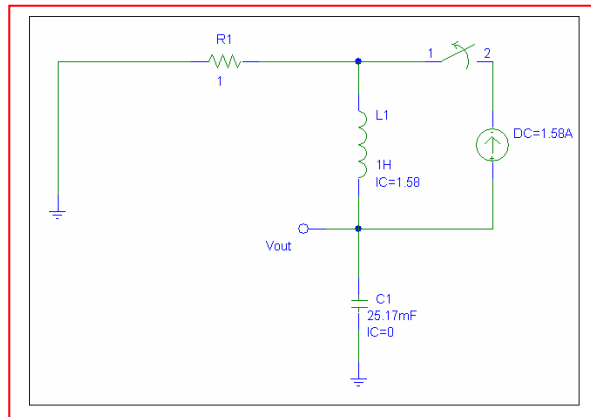 R1
1
1
2
L1
1H
IC=1.58
DC=1.58A
Vout
C1
25.17mF
IC=0